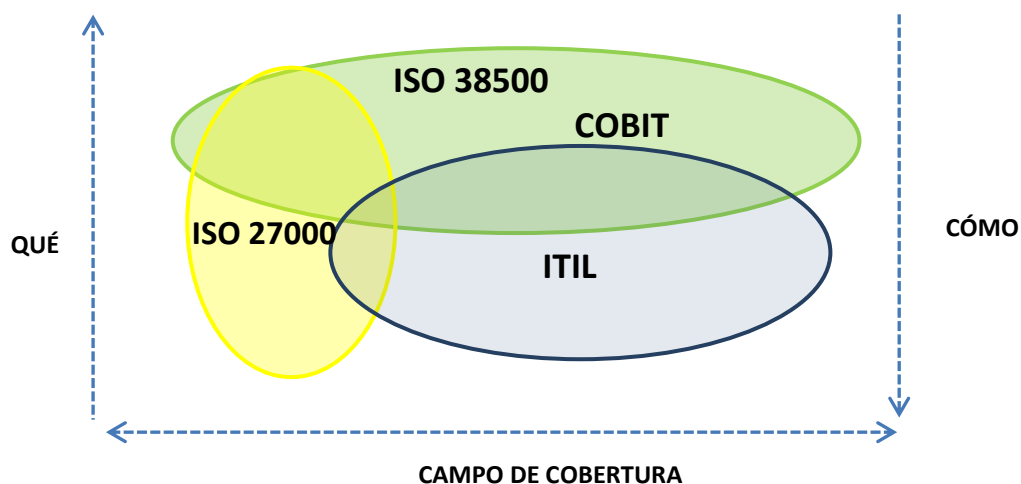 ISO 38500
COBIT
ISO 27000
QUÉ
CÓMO
ITIL
CAMPO DE COBERTURA